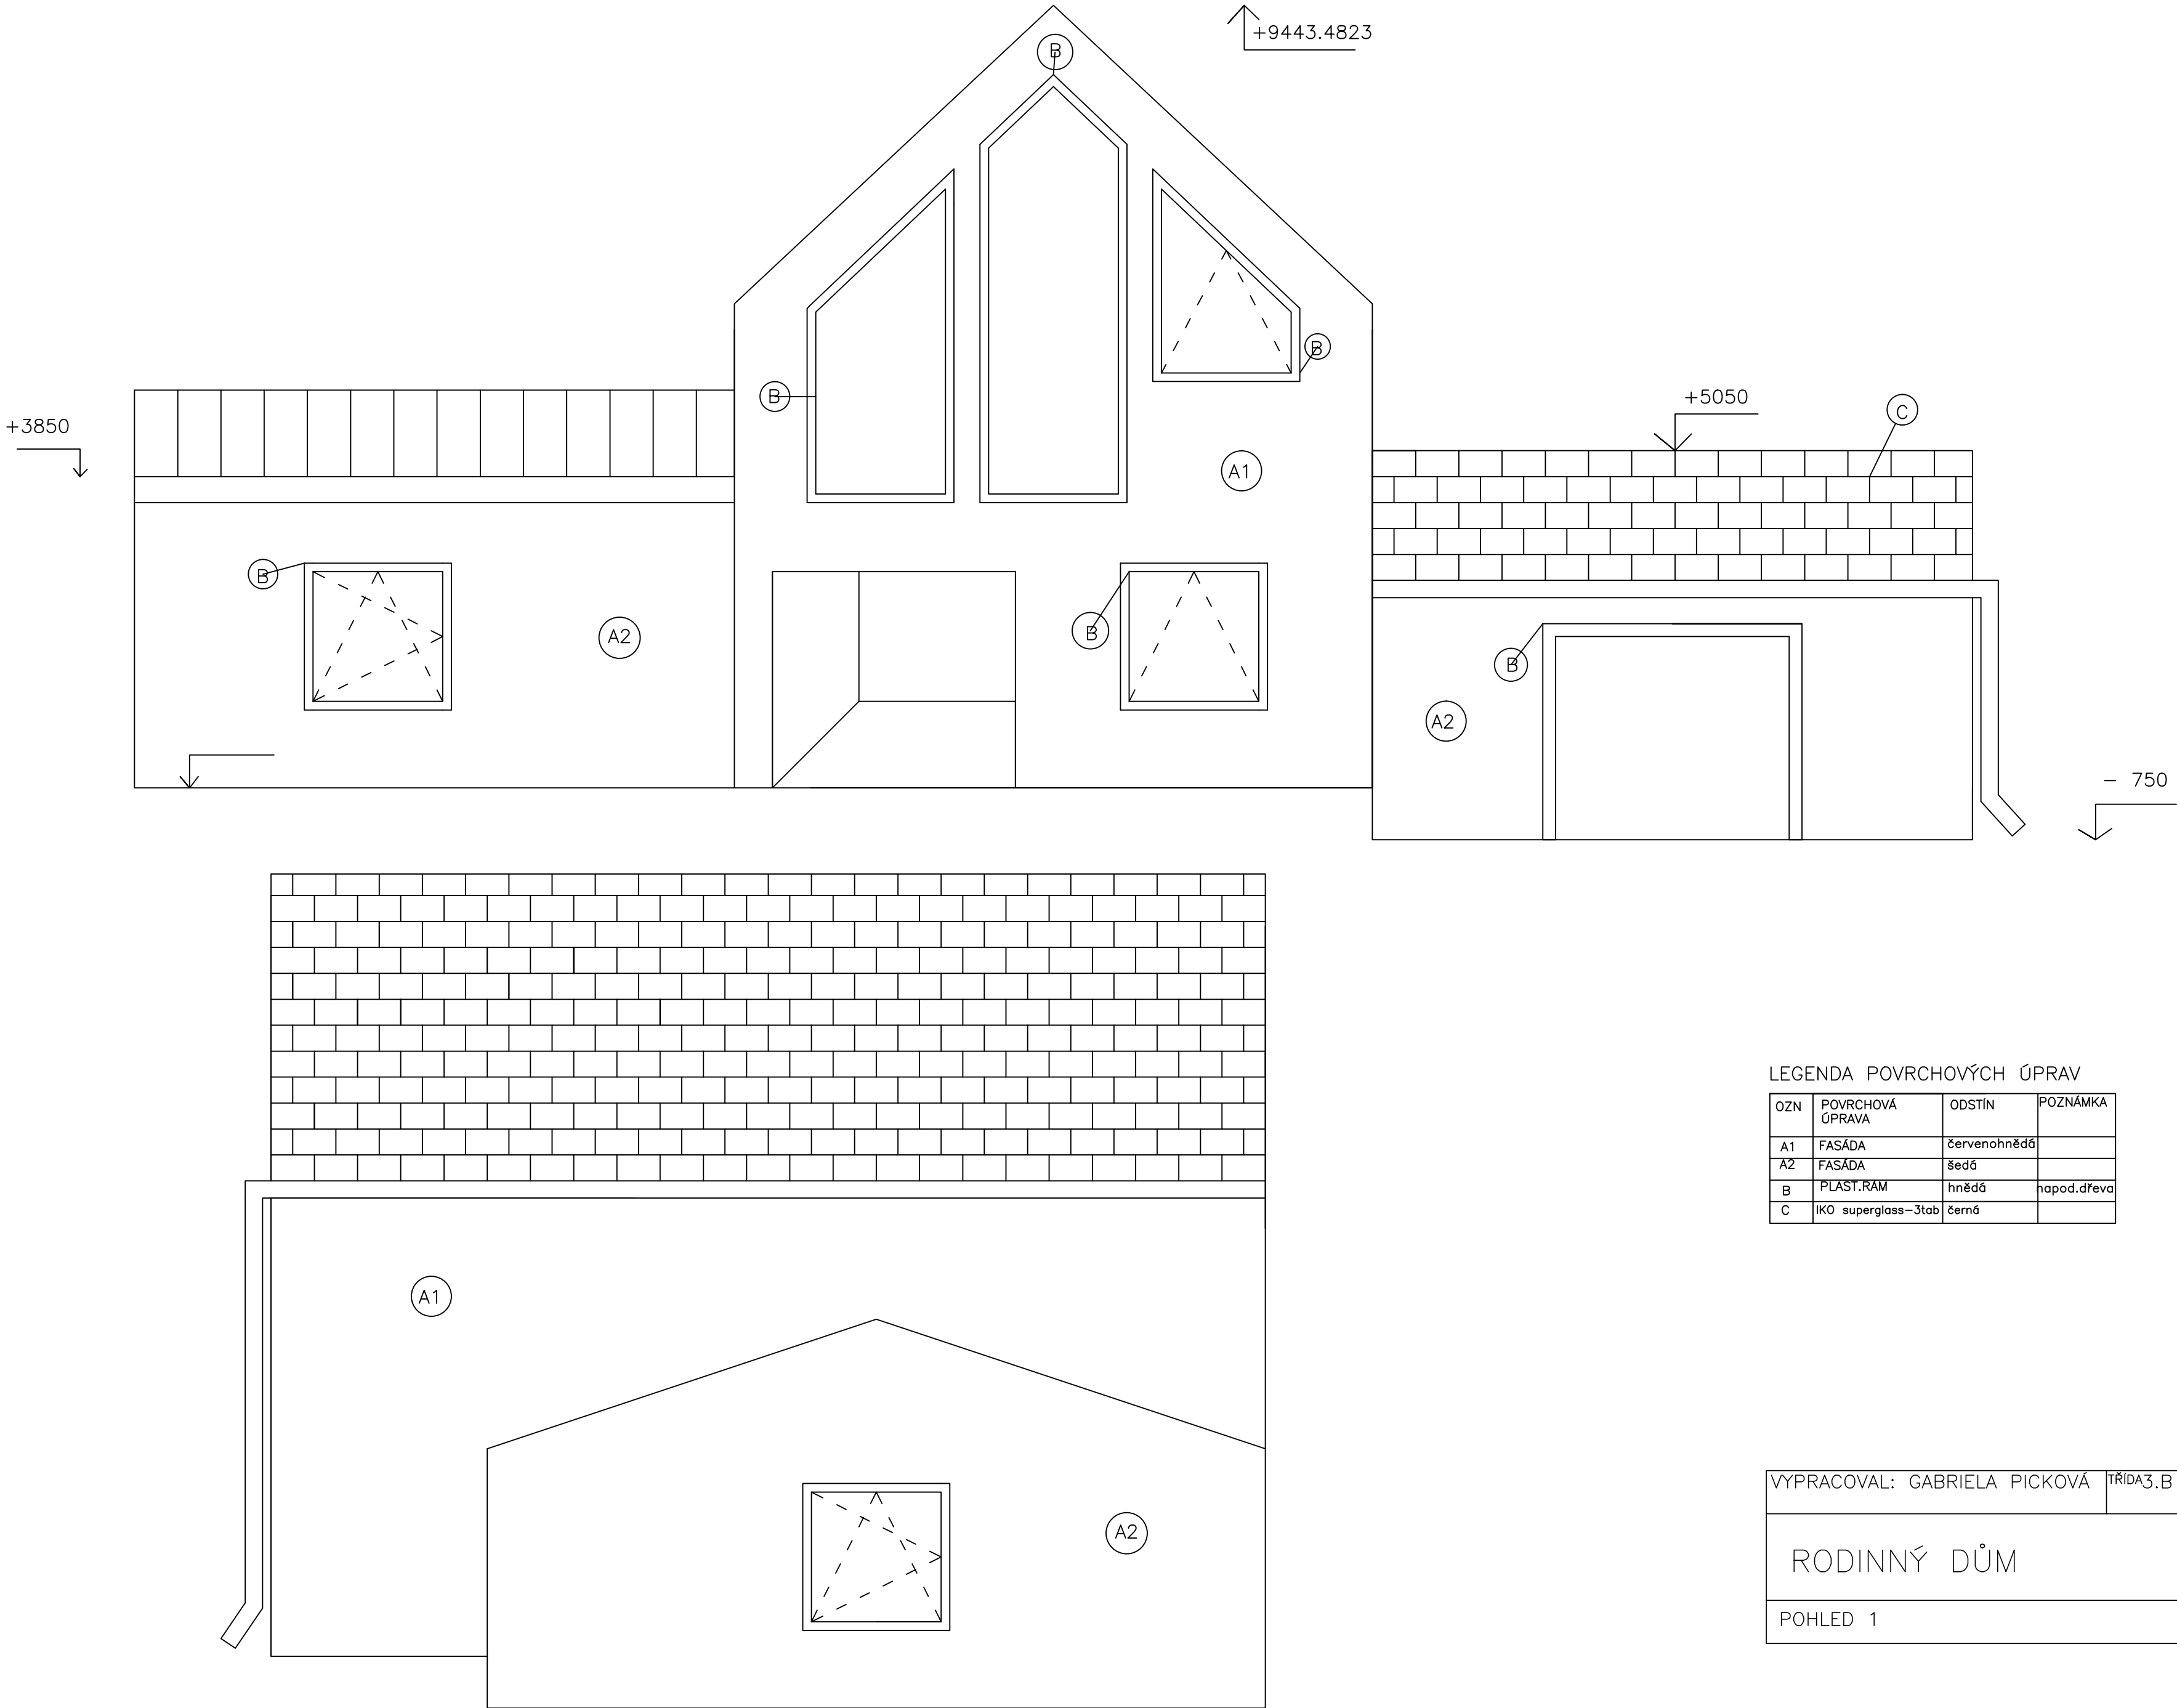 +9443.4823
B
B
B
+5050
C
+3850
B
A1
B
B
A2
B
A2
- 750
LEGENDA POVRCHOVÝCH ÚPRAV
OZN POVRCHOVÁ ÚPRAVA ODSTÍN POZNÁMKA
A1 FASÁDA červenohnědá
A2 FASÁDA šedá
B PLAST.RÁM hnědá napod.dřeva
C IKO superglass-3tab černá
A1
A2
VYPRACOVAL: GABRIELA PICKOVÁ TŘÍDA3.B
RODINNÝ DŮM
POHLED 1